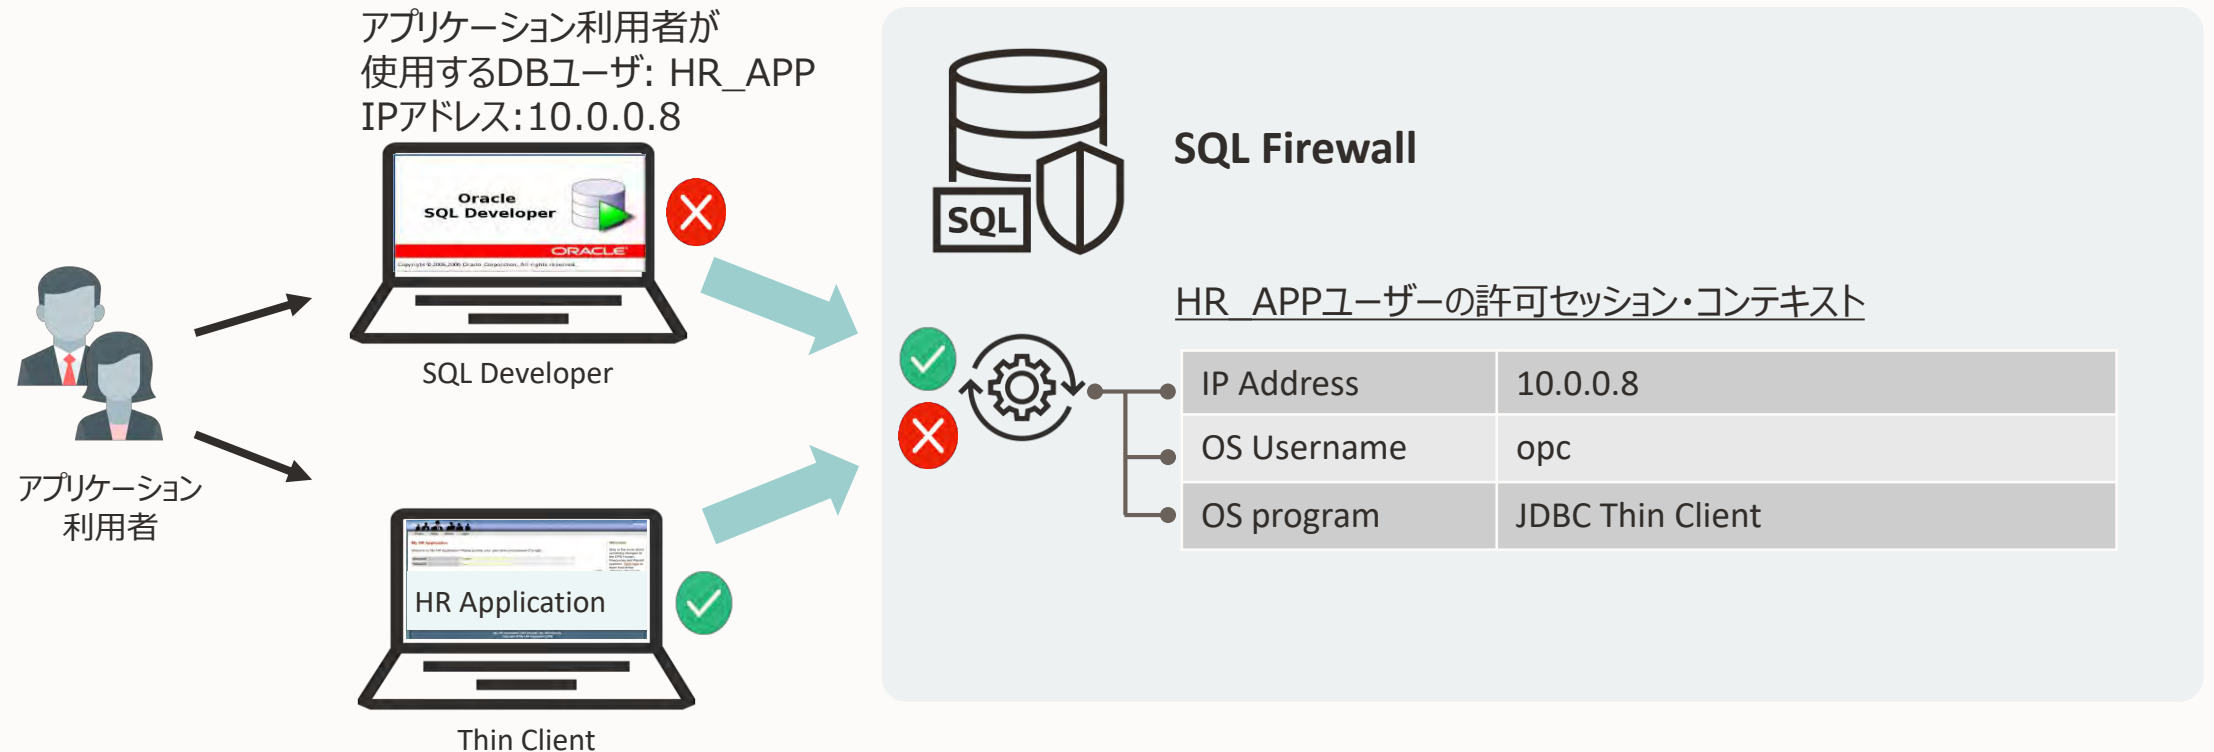 アプリケーション利用者が
使用するDBユーザ: HR_APP
IPアドレス:10.0.0.8
Oracle
SQL Developer
ORACLE
SQL Developer
アプリケーション
利用者
My HR Application
HR Application
Thin Client
SQL
SQL Firewall
HR_APPユーザーの許可セッション・コンテキスト
IP Address 10.0.0.8
OS Username opc
OS program JDBC Thin Client